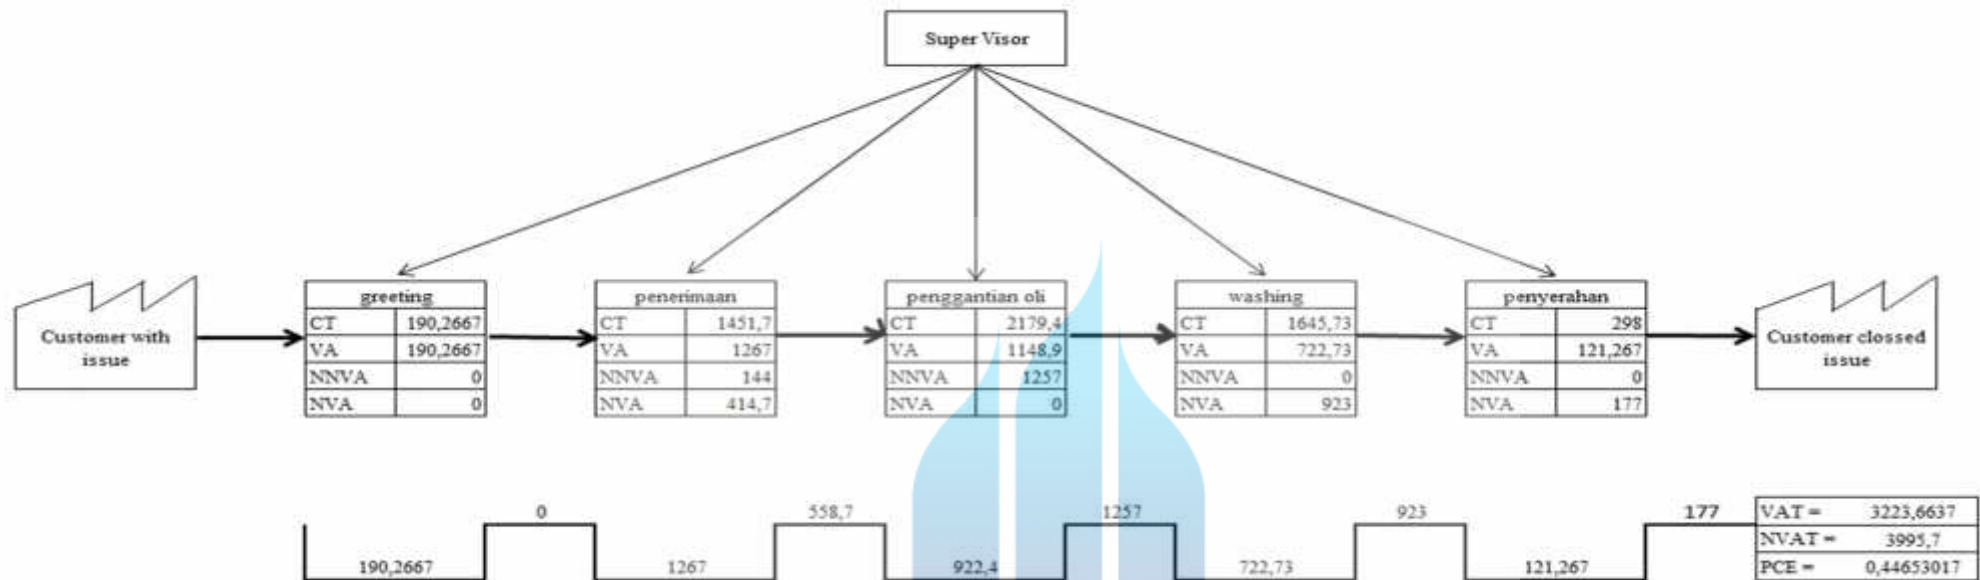 Super Visor
Customer with
issue
greeting
CT 190,2667
VA 190,2667
NNVA 0
NVA 0
penerimaan
CT 1451,7
VA 1267
NNVA 144
NVA 414,7
penggantian oli
CT 2179,4
VA 1148,9
NNVA 1257
NVA 0
washing
CT 1645,73
VA 722,73
NNVA 0
NVA 923
penyerahan
CT 298
VA 121,267
NNVA 0
NVA 177
Customer clossed
issue
0 558,7 1257 923 177
190,2667 1267 922,4 722,73 121,267
VAT = 3223,6637
NVAT = 3995,7
PCE = 0,44653017